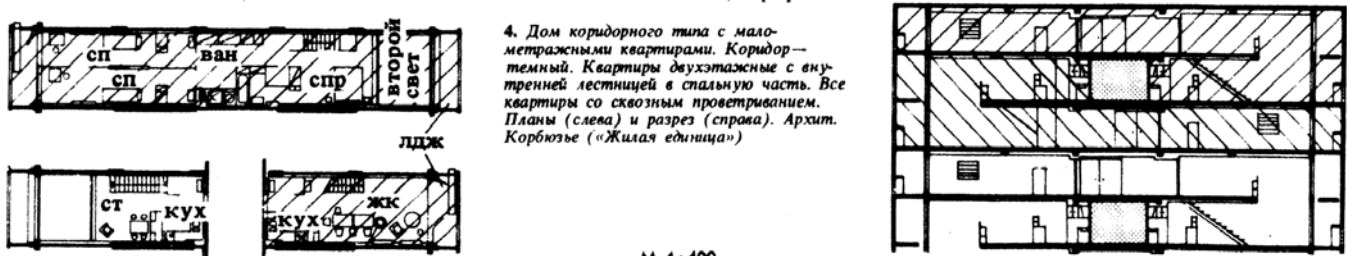 сп
ван
сп
спр
второй
свет
лдж
ст
кух
кух
жк
4. Дом коридорного типа с мало-
метражными квартирами. Коридор —
темный. Квартиры двухэтажные с вну-
тренней лестницей в спальную часть. Все
квартиры со сквозным проветриванием.
Планы (слева) и разрез (справа). Архит.
Корбюзье («Жилая единица»)